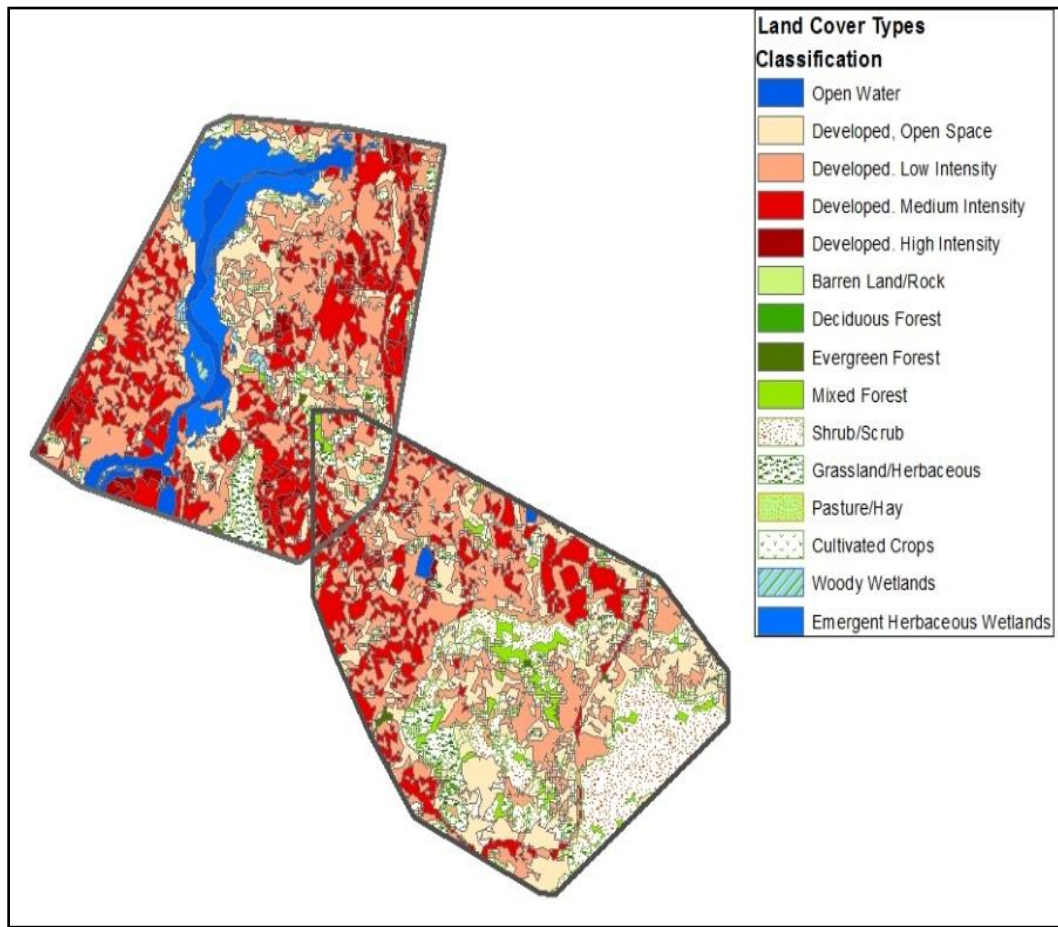 Land Cover Types
Classification
Open Water
Developed, Open Space
Developed. Low Intensity
Developed. Medium Intensity
Developed. High Intensity
Barren Land/Rock
Deciduous Forest
Evergreen Forest
Mixed Forest
Shrub/Scrub
Grassland/Herbaceous
Pasture/Hay
Cultivated Crops
Woody Wetlands
Emergent Herbaceous Wetlands